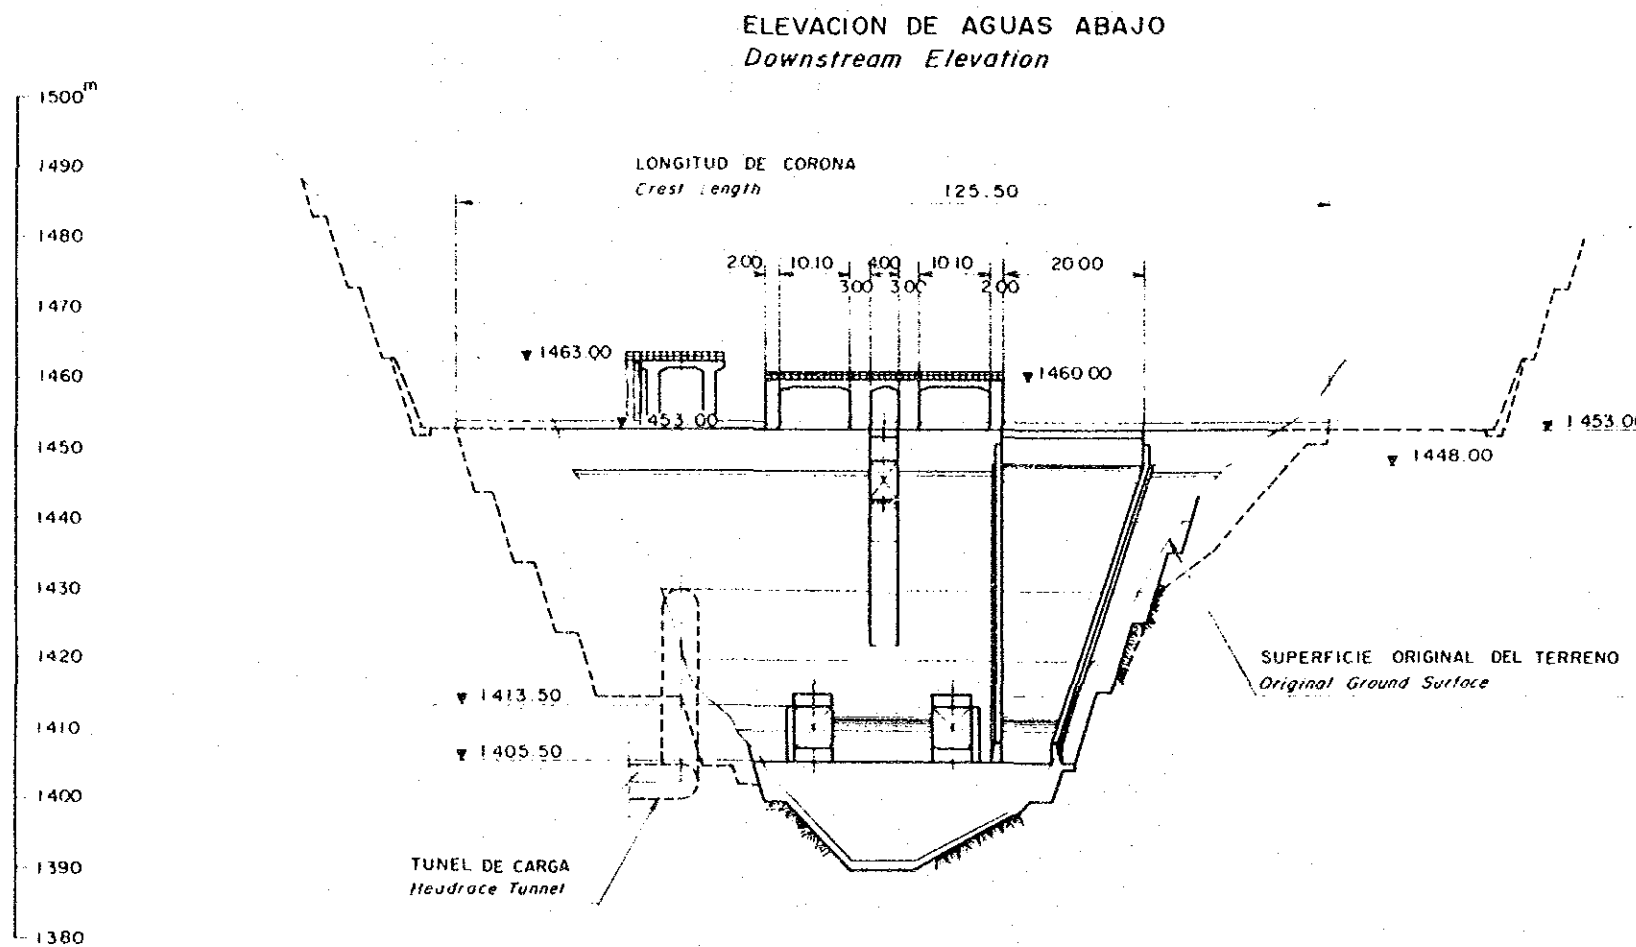 ELEVACION DE AGUAS ABAJO
Downstream Elevation
1500m
1490
1480
1470
1460
1450
1440
1430
1420
1410
1400
1390
1380
LONGITUD DE CORONA
Crest Length
125.50
2.00 10.10 4.00 10.10 20.00
3.00 3.00 2.00
1463.00
1460.00
453.00
1453.00
1448.00
1413.50
1405.50
SUPERFICIE ORIGINAL DEL TERRENO
Original Ground Surface
TUNEL DE CARGA
Headrace Tunnel